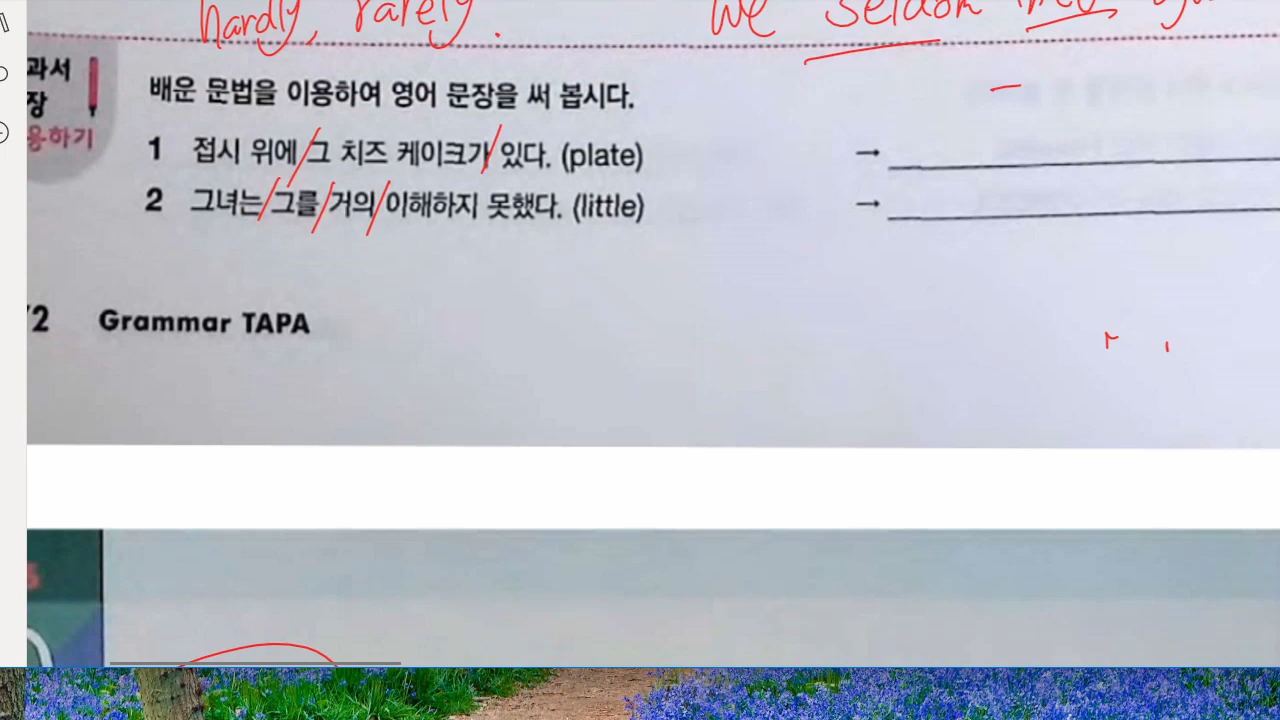 hardly, rarely. We seldom
과서
장
용하기
배운 문법을 이용하여 영어 문장을 써 봅시다.
1 접시 위에 그 치즈 케이크가 있다. (plate) →
2 그녀는 그를 거의 이해하지 못했다. (little) →
2 Grammar TAPA